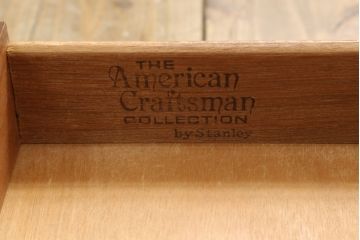 THE
American
Craftsman
COLLECTION
by Stanley